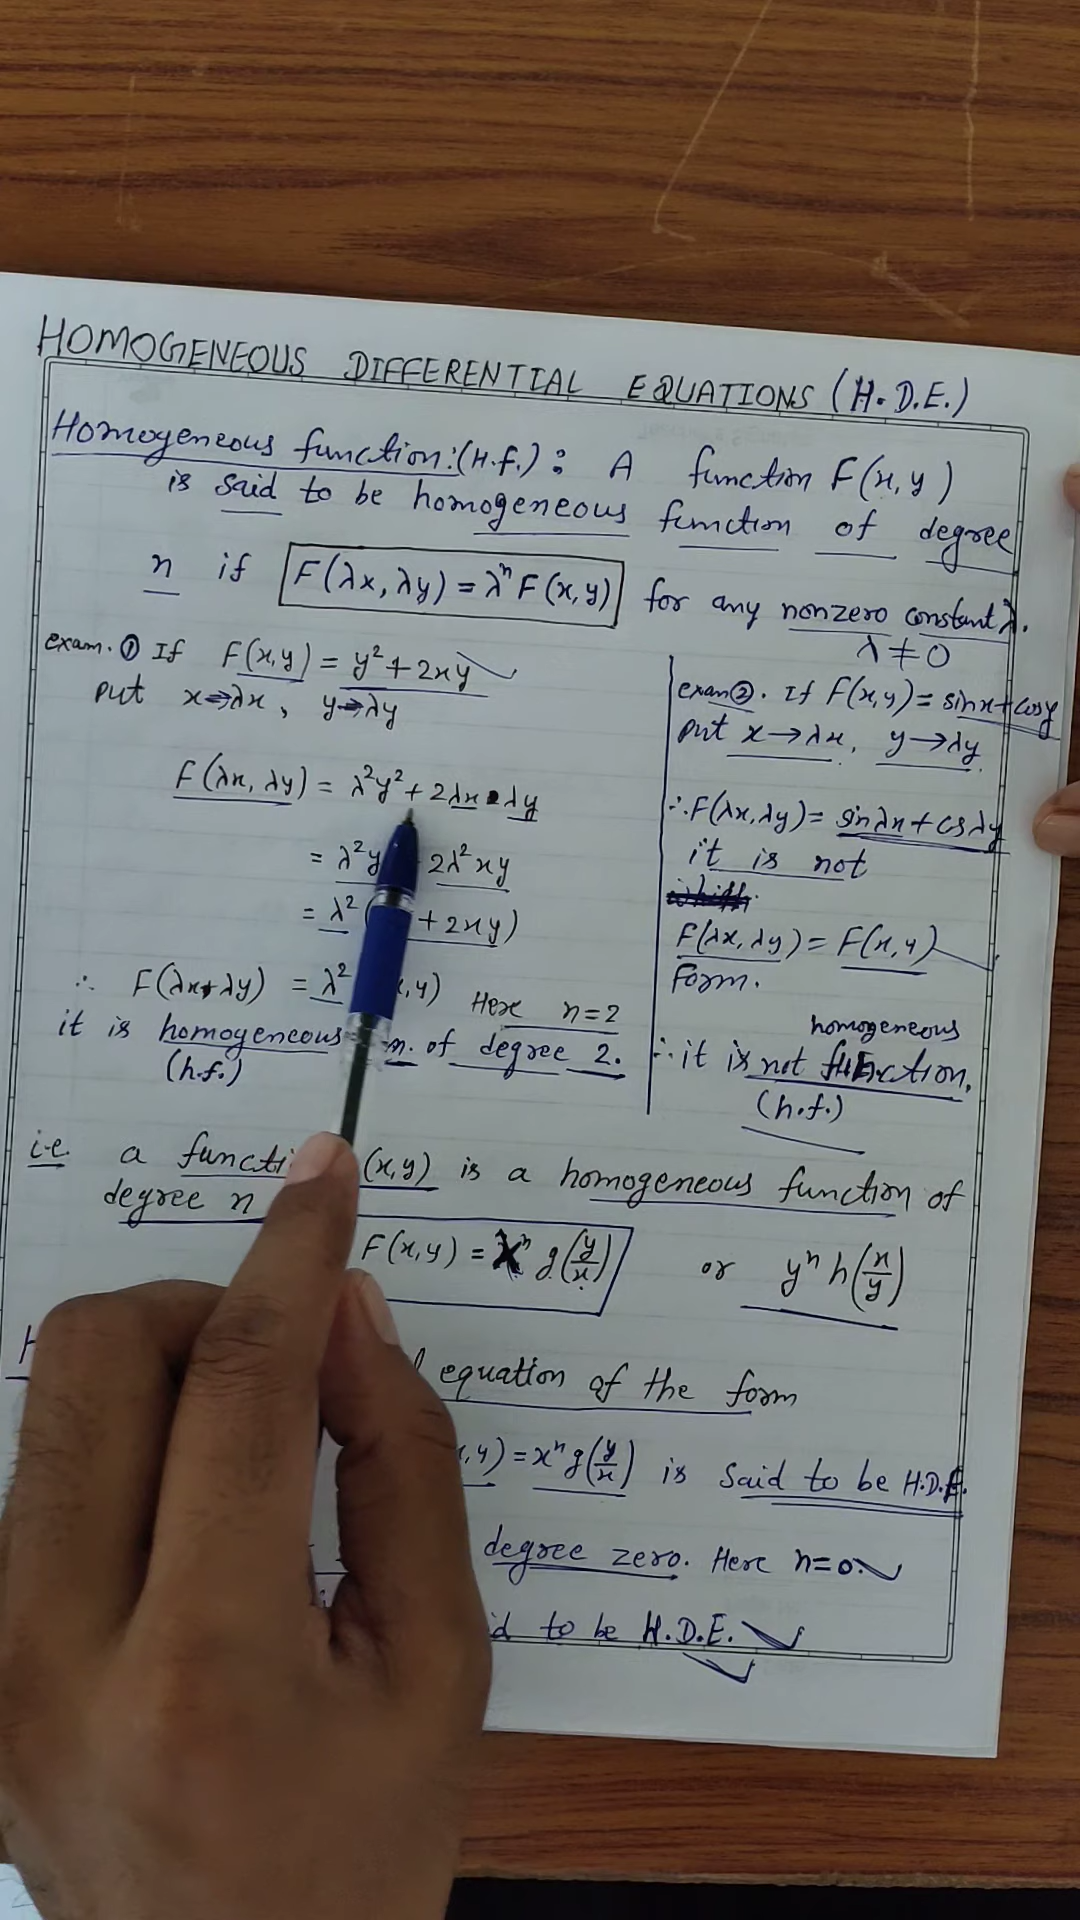 HOMOGENEOUS DIFFERENTIAL EQUATIONS (H.D.E.)
Homogeneous function:(H.f.): A function F(x,y)
is said to be homogeneous function of degree
n if F(λx, λy) = λⁿ F(x,y) for any nonzero constant λ.
λ≠0
exam. ① If F(x,y) = y² + 2xy
put x→λx, y→λy
F(λx, λy) = λ²y² + 2λx·λy
= λ²y 2λ²xy
= λ² ( + 2xy)
∴ F(λx, λy) = λ² (x,y) Here n=2
it is homogeneous n. of degree 2.
(h.f.)
exam②. If F(x,y) = sinx + cosy
put x→λx, y→λy
∴F(λx,λy) = sinλx + cosλy
it is not
F(λx, λy) = F(x,y)
Form.
homogeneous
∴it is not function.
(h.f.)
i.e. a functi (x,y) is a homogeneous function of
degree n
F(x,y) = xⁿ g(y/x) or yⁿ h(x/y)
equation of the form
,y) = xⁿg(y/x) is said to be H.D.E.
degree zero. Here n=0.
id to be H.D.E.